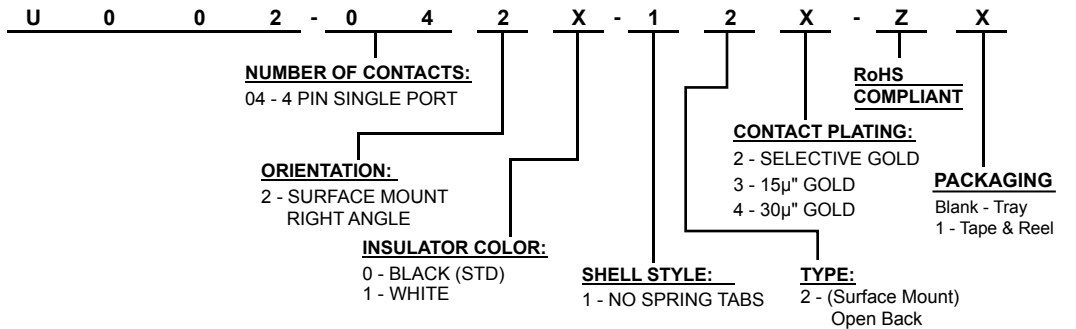 U 0 0 2 - 0 4 2 X - 1 2 X - Z X
NUMBER OF CONTACTS:
04 - 4 PIN SINGLE PORT
RoHS
COMPLIANT
CONTACT PLATING:
2 - SELECTIVE GOLD
3 - 15µ" GOLD
4 - 30µ" GOLD
ORIENTATION:
2 - SURFACE MOUNT
RIGHT ANGLE
PACKAGING
Blank - Tray
1 - Tape & Reel
INSULATOR COLOR:
0 - BLACK (STD)
1 - WHITE
SHELL STYLE:
1 - NO SPRING TABS
TYPE:
2 - (Surface Mount)
Open Back